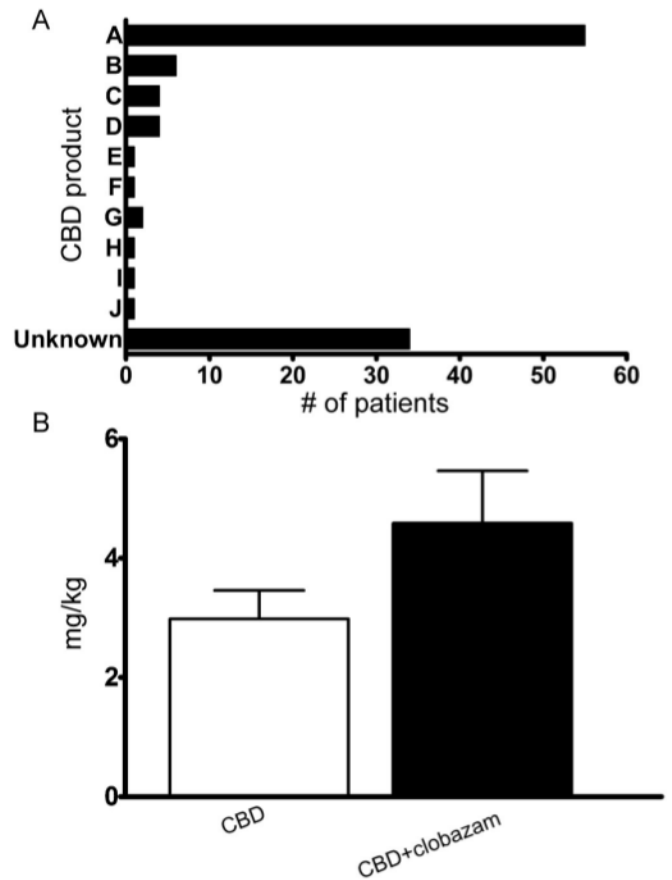 A
CBD product
A
B
C
D
E
F
G
H
I
J
Unknown
0 10 20 30 40 50 60
# of patients
B
mg/kg
6
4
2
0
CBD
CBD+clobazam